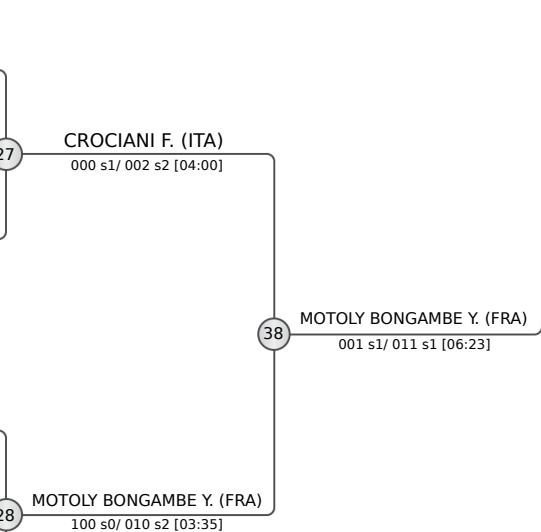 27
CROCIANI F. (ITA)
000 s1/ 002 s2 [04:00]
38
MOTOLY BONGAMBE Y. (FRA)
001 s1/ 011 s1 [06:23]
28
MOTOLY BONGAMBE Y. (FRA)
100 s0/ 010 s2 [03:35]